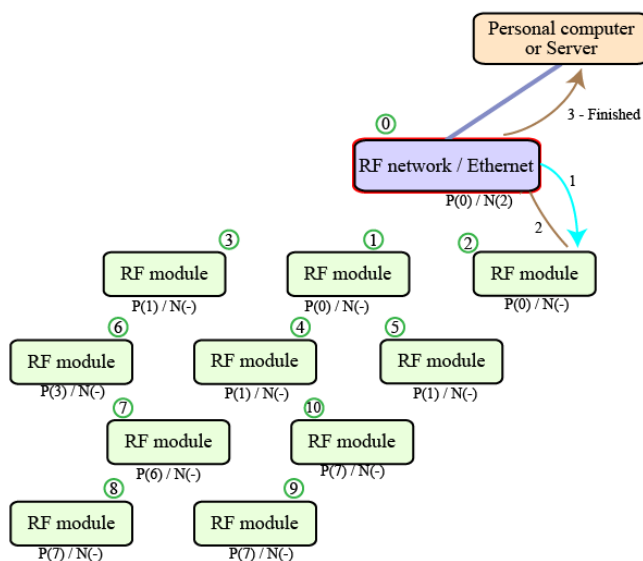 Personal computer
or Server
3 - Finished
0
RF network / Ethernet
P(0) / N(2)
1
2
3
RF module
P(1) / N(-)
1
RF module
P(0) / N(-)
2
RF module
P(0) / N(-)
6
RF module
P(3) / N(-)
4
RF module
P(1) / N(-)
5
RF module
P(1) / N(-)
7
RF module
P(6) / N(-)
10
RF module
P(7) / N(-)
8
RF module
P(7) / N(-)
9
RF module
P(7) / N(-)